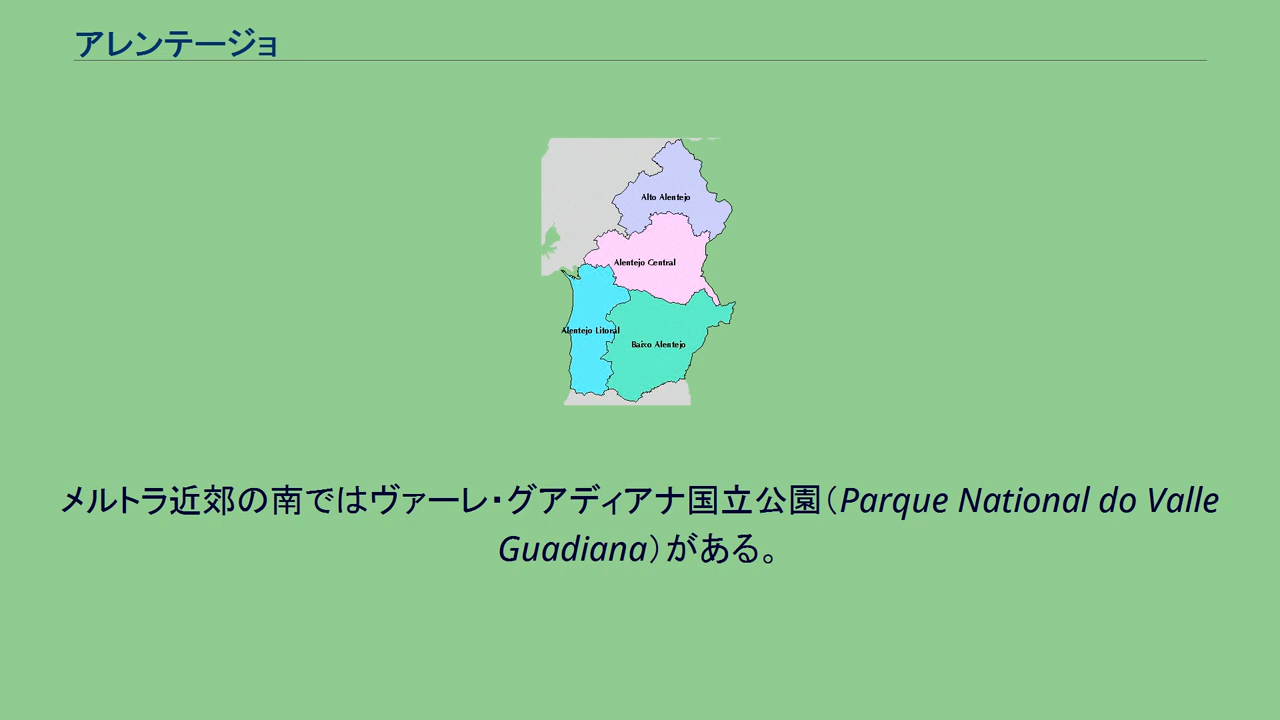 アレンテージョ
Alto Alentejo
Alentejo Central
Alentejo Litoral
Baixo Alentejo
メルトラ近郊の南ではヴァーレ・グアディアナ国立公園（Parque National do Valle
Guadiana）がある。